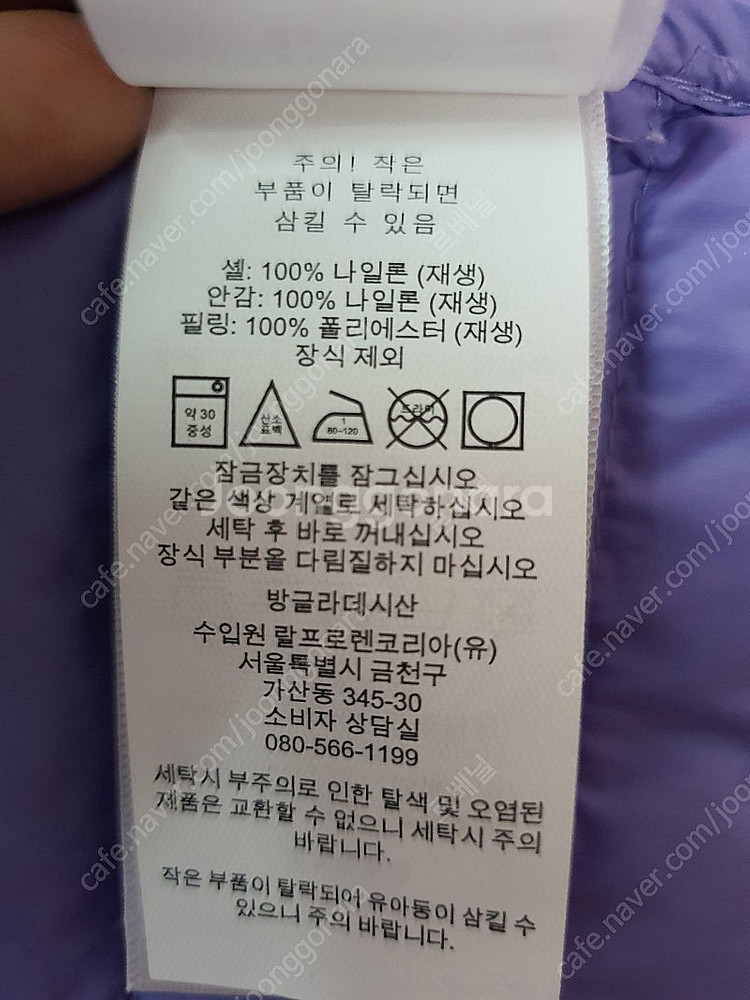 주의! 작은
부품이 탈락되면
삼킬 수 있음
셸: 100% 나일론 (재생)
안감: 100% 나일론 (재생)
필링: 100% 폴리에스터 (재생)
장식 제외
약 30
중성
산소
표백
1
80~120
드라이
잠금장치를 잠그십시오
같은 색상 계열로 세탁하십시오
세탁 후 바로 꺼내십시오
장식 부분을 다림질하지 마십시오
방글라데시산
수입원 랄프로렌코리아(유)
서울특별시 금천구
가산동 345-30
소비자 상담실
080-566-1199
세탁시 부주의로 인한 탈색 및 오염된
제품은 교환할 수 없으니 세탁시 주의
바랍니다.
작은 부품이 탈락되어 유아동이 삼킬 수
있으니 주의 바랍니다.
joonggonara
cafe.naver.com/joonggonara